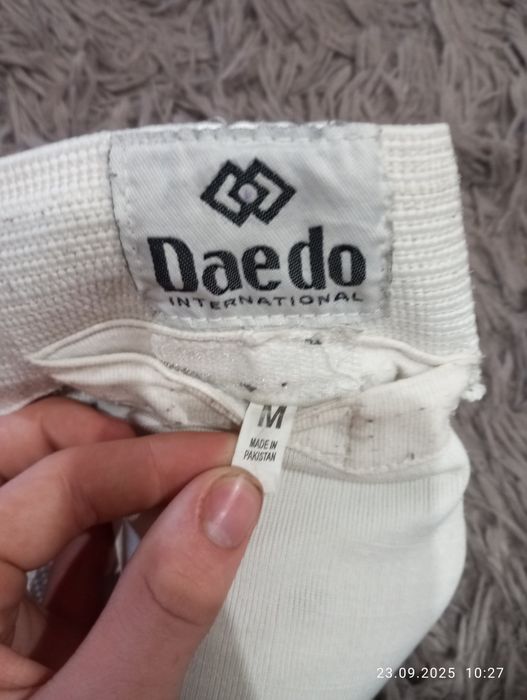 Daedo
INTERNATIONAL
M
MADE IN
PAKISTAN
23.09.2025 10:27